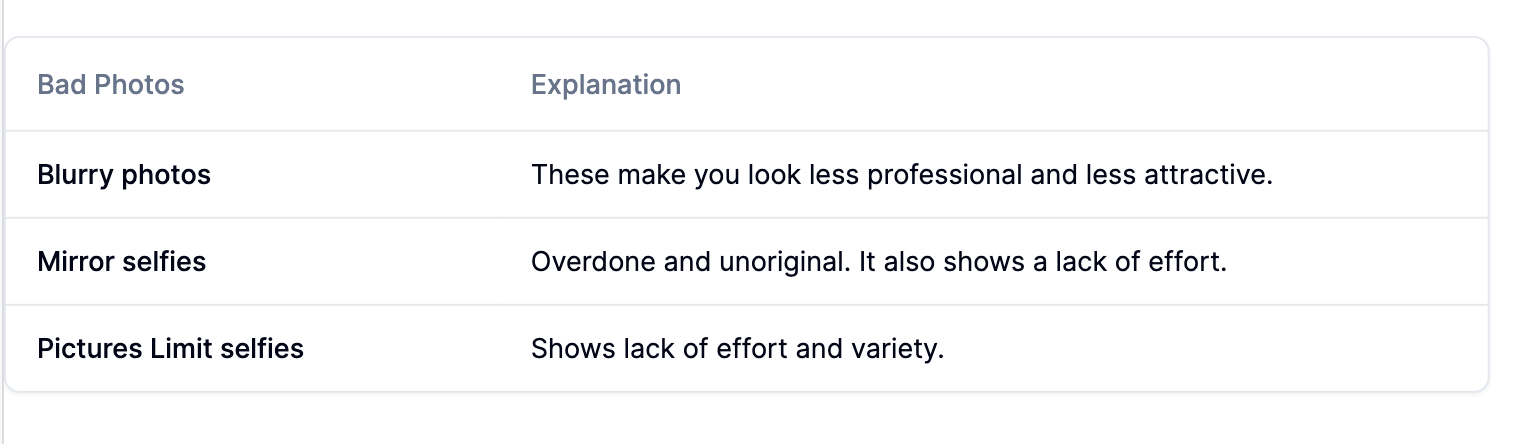 Bad Photos Explanation
Blurry photos These make you look less professional and less attractive.
Mirror selfies Overdone and unoriginal. It also shows a lack of effort.
Pictures Limit selfies Shows lack of effort and variety.